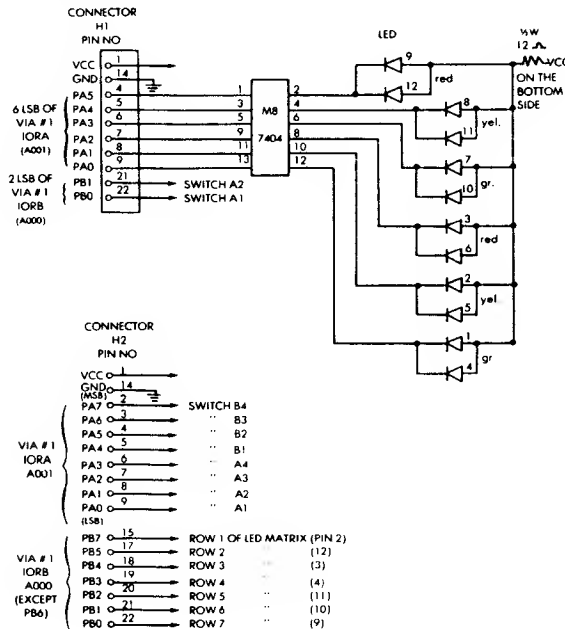 CONNECTOR
H1
PIN NO
LED
½W
12
VCC
ON THE
BOTTOM
SIDE
VCC 1
GND 14
PA5 4 1 2
PA4 5 3 4
PA3 6 5 6
PA2 7 9 8
PA1 8 11 10
PA0 9 13 12
PB1 21 SWITCH A2
PB0 22 SWITCH A1
6 LSB OF
VIA #1
IORA
(A001)
2 LSB OF
VIA #1
IORB
(A000)
M8
7404
9
12 red
8
11 yel.
7
10 gr.
3
6 red
2
5 yel.
1
4 gr
CONNECTOR
H2
PIN NO
VCC 1
GND 14
(MSB)
PA7 2 SWITCH B4
PA6 3 " B3
PA5 4 " B2
PA4 5 " B1
PA3 6 " A4
PA2 7 " A3
PA1 8 " A2
PA0 9 " A1
(LSB)
VIA #1
IORA
A001
PB7 15 ROW 1 OF LED MATRIX (PIN 2)
PB5 17 ROW 2 " (12)
PB4 18 ROW 3 " (3)
PB3 19 ROW 4 " (4)
PB2 20 ROW 5 " (11)
PB1 21 ROW 6 " (10)
PB0 22 ROW 7 " (9)
VIA #1
IORB
A000
(EXCEPT
PB6)